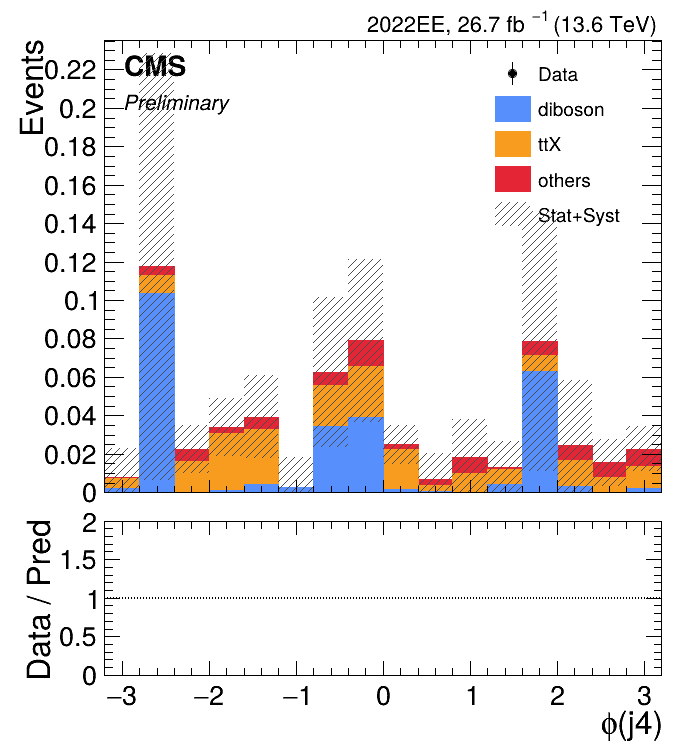 2022EE, 26.7 fb⁻¹ (13.6 TeV)
CMS
Preliminary
Events
0.22
0.2
0.18
0.16
0.14
0.12
0.1
0.08
0.06
0.04
0.02
0
Data
diboson
ttX
others
Stat+Syst
Data / Pred
2
1.5
1
0.5
0
−3 −2 −1 0 1 2 3
ϕ(j4)